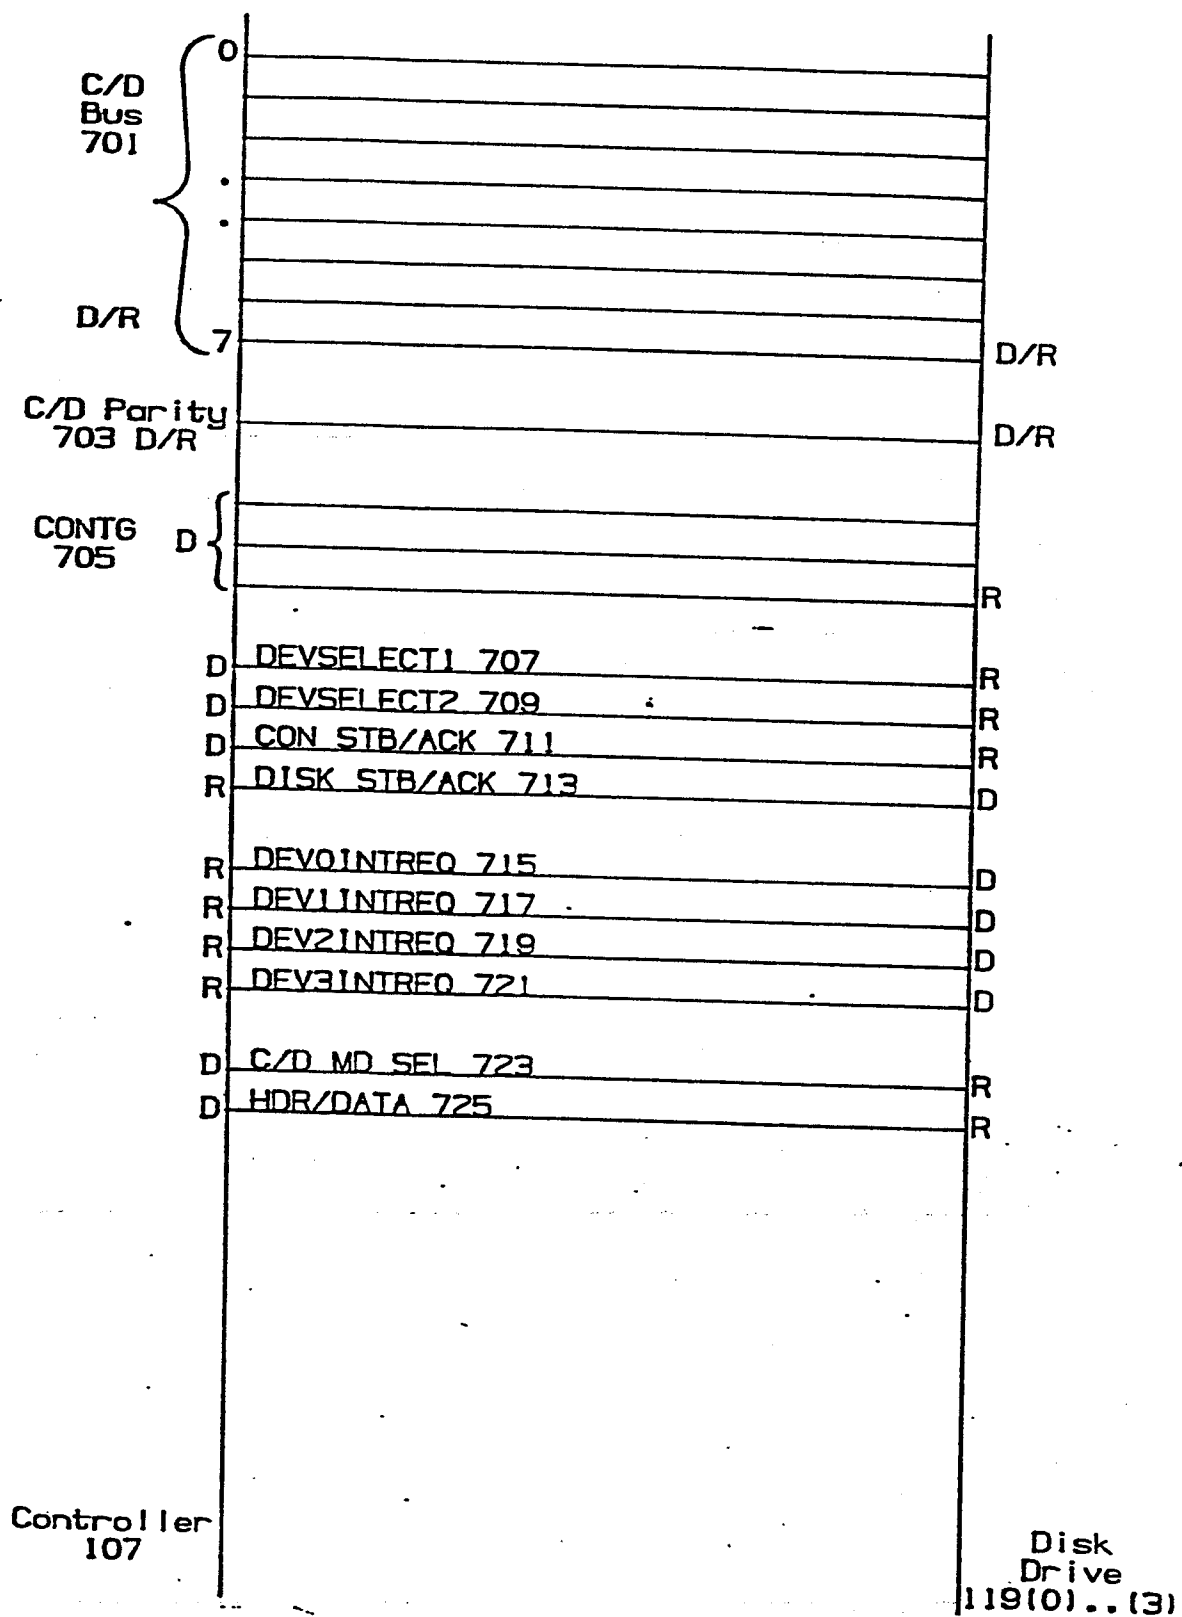 0
C/D
Bus
701
.
.
D/R
7 D/R
C/D Parity
703 D/R D/R
CONTG
705 D
R
D DEVSELECT1 707 R
D DEVSELECT2 709 R
D CON STB/ACK 711 R
R DISK STB/ACK 713 D
R DEV0INTREQ 715 D
R DEV1INTREQ 717 D
R DEV2INTREQ 719 D
R DEV3INTREQ 721 D
D C/D MD SEL 723 R
D HDR/DATA 725 R
Controller
107
Disk
Drive
119(0)..(3)